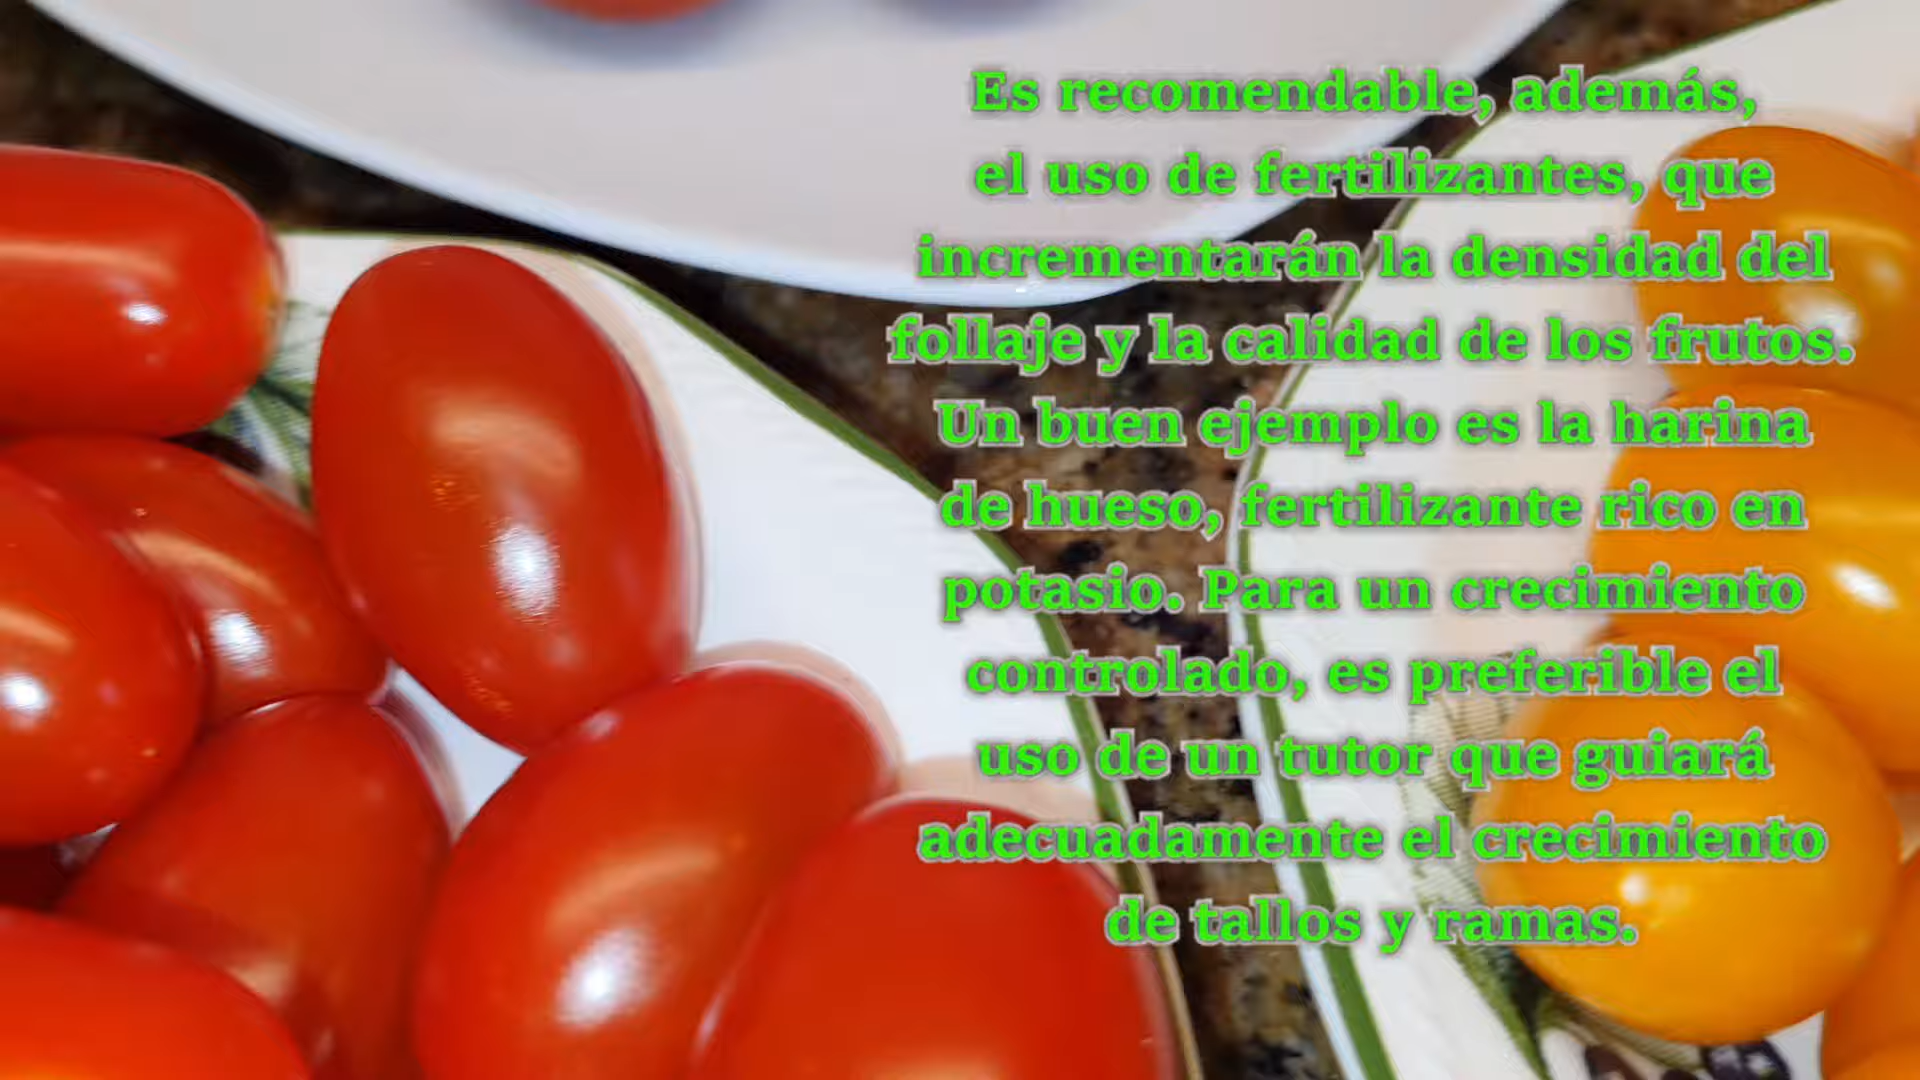 Es recomendable, además,
el uso de fertilizantes, que
incrementarán la densidad del
follaje y la calidad de los frutos.
Un buen ejemplo es la harina
de hueso, fertilizante rico en
potasio. Para un crecimiento
controlado, es preferible el
uso de un tutor que guiará
adecuadamente el crecimiento
de tallos y ramas.